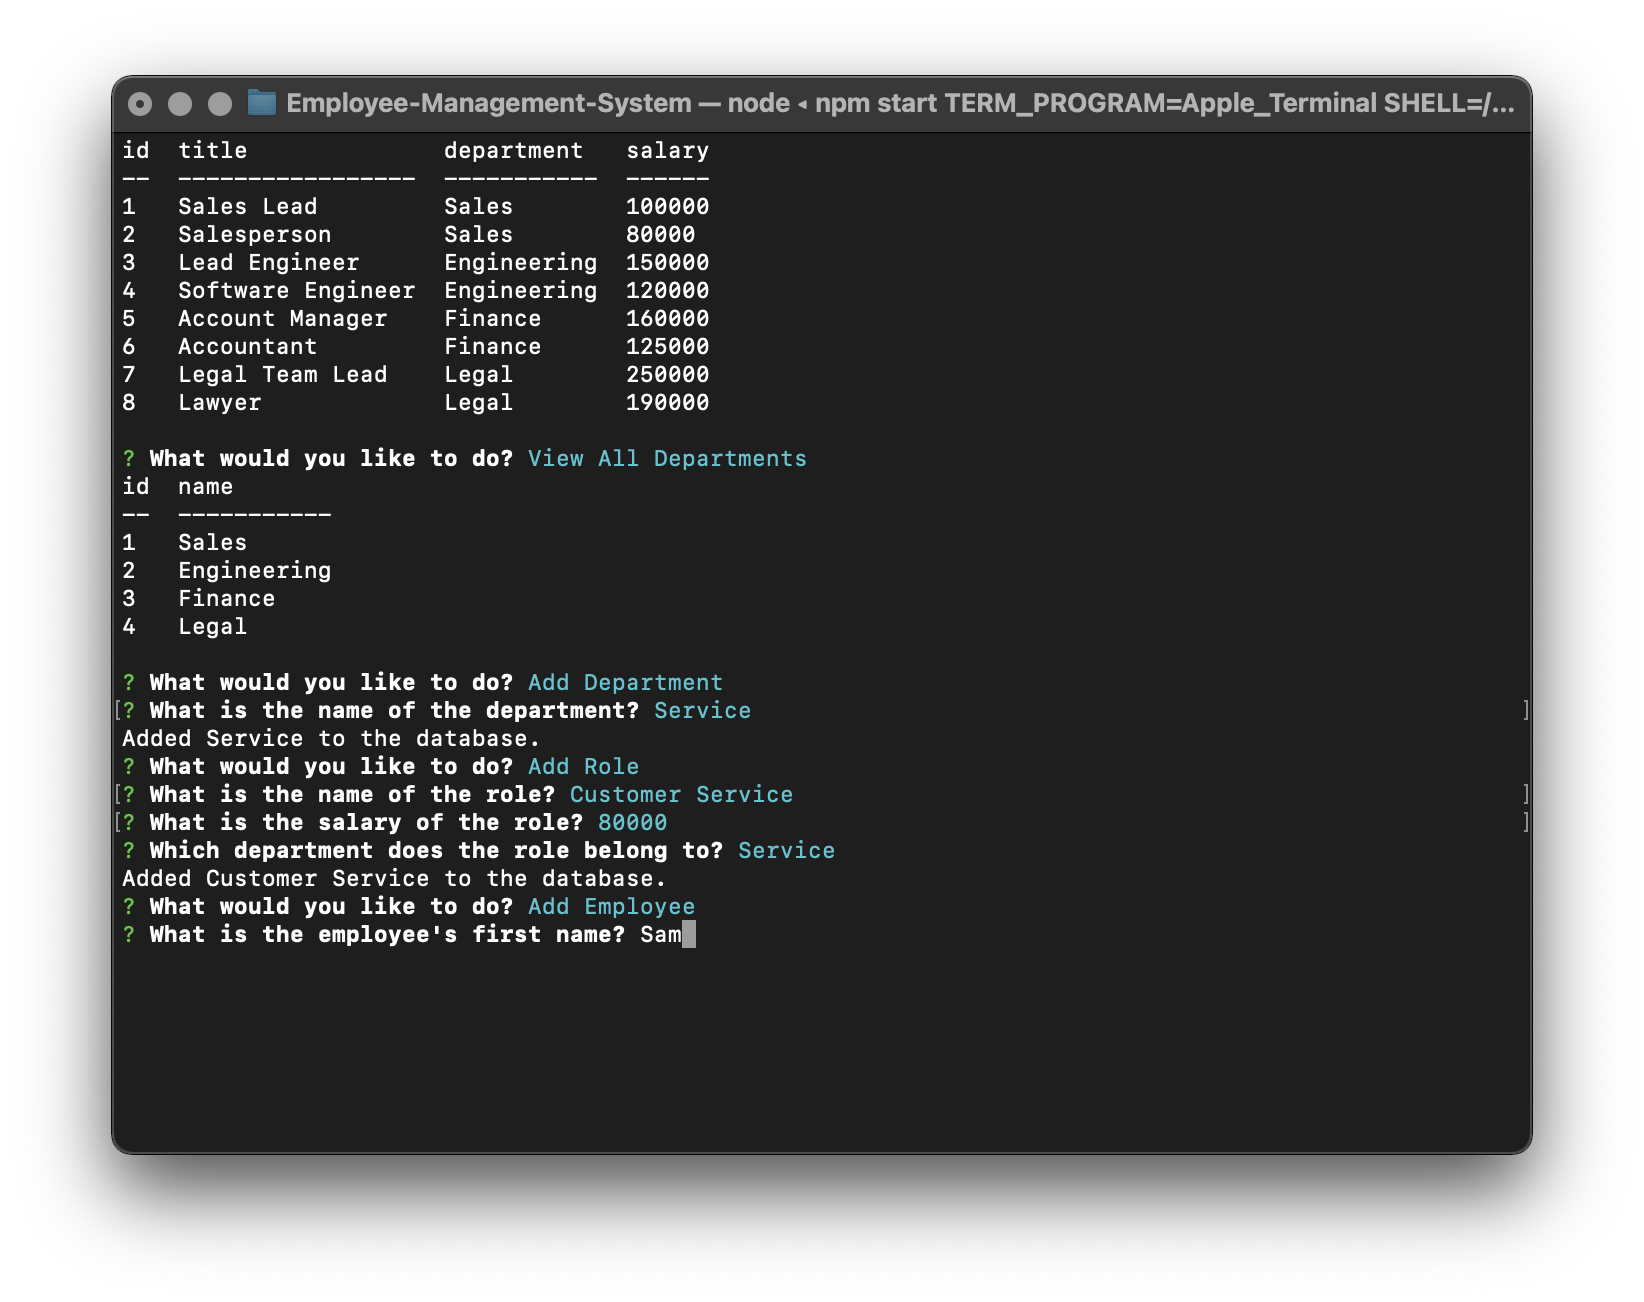 Employee-Management-System — node ◂ npm start TERM_PROGRAM=Apple_Terminal SHELL=/...
id  title              department   salary
--  -----------------  -----------  ------
1   Sales Lead         Sales        100000
2   Salesperson        Sales        80000
3   Lead Engineer      Engineering  150000
4   Software Engineer  Engineering  120000
5   Account Manager    Finance      160000
6   Accountant         Finance      125000
7   Legal Team Lead    Legal        250000
8   Lawyer             Legal        190000
? What would you like to do? View All Departments
id  name
--  -----------
1   Sales
2   Engineering
3   Finance
4   Legal
? What would you like to do? Add Department
[? What is the name of the department? Service ]
Added Service to the database.
? What would you like to do? Add Role
[? What is the name of the role? Customer Service ]
[? What is the salary of the role? 80000 ]
? Which department does the role belong to? Service
Added Customer Service to the database.
? What would you like to do? Add Employee
? What is the employee's first name? Sam